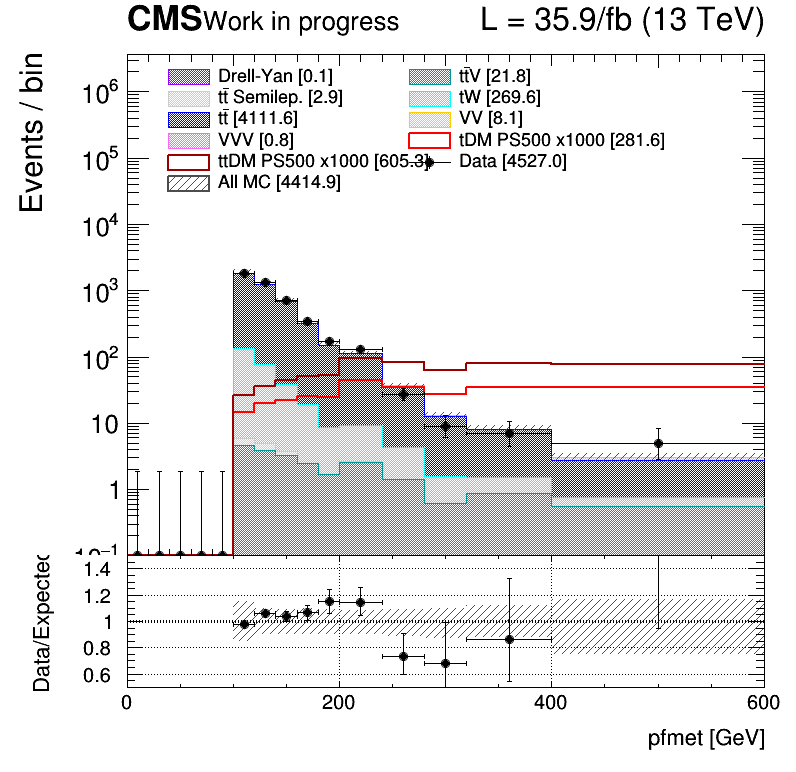 CMS Work in progress L = 35.9/fb (13 TeV)
Events / bin
Drell-Yan [0.1] tt̄V [21.8]
tt̄ Semilep. [2.9] tW [269.6]
tt̄ [4111.6] VV [8.1]
VVV [0.8] tDM PS500 x1000 [281.6]
ttDM PS500 x1000 [605.3] Data [4527.0]
All MC [4414.9]
10⁶
10⁵
10⁴
10³
10²
10
1
10⁻¹
Data/Expected
1.4
1.2
1
0.8
0.6
0 200 400 600
pfmet [GeV]